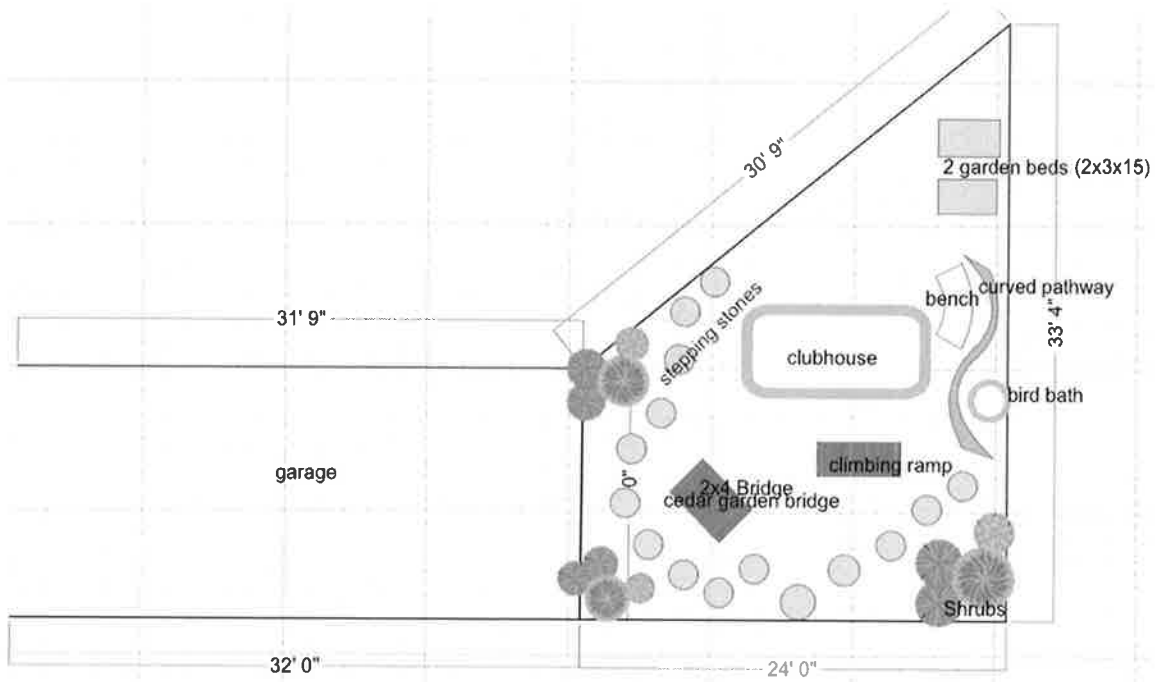 30' 9"
2 garden beds (2x3x15)
curved pathway
bench
31' 9"
stepping stones
33' 4"
clubhouse
bird bath
climbing ramp
garage
2x4 Bridge
cedar garden bridge
0"
Shrubs
32' 0"
24' 0"